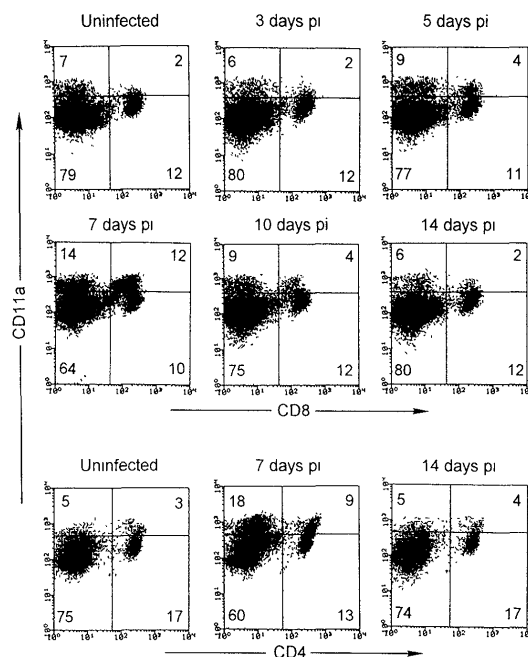 Uninfected 3 days pi 5 days pi
7 2 6 2 9 4
79 12 80 12 77 11
7 days pi 10 days pi 14 days pi
14 12 9 4 6 2
64 10 75 12 80 12
CD11a
CD8
Uninfected 7 days pi 14 days pi
5 3 18 9 5 4
75 17 60 13 74 17
CD4